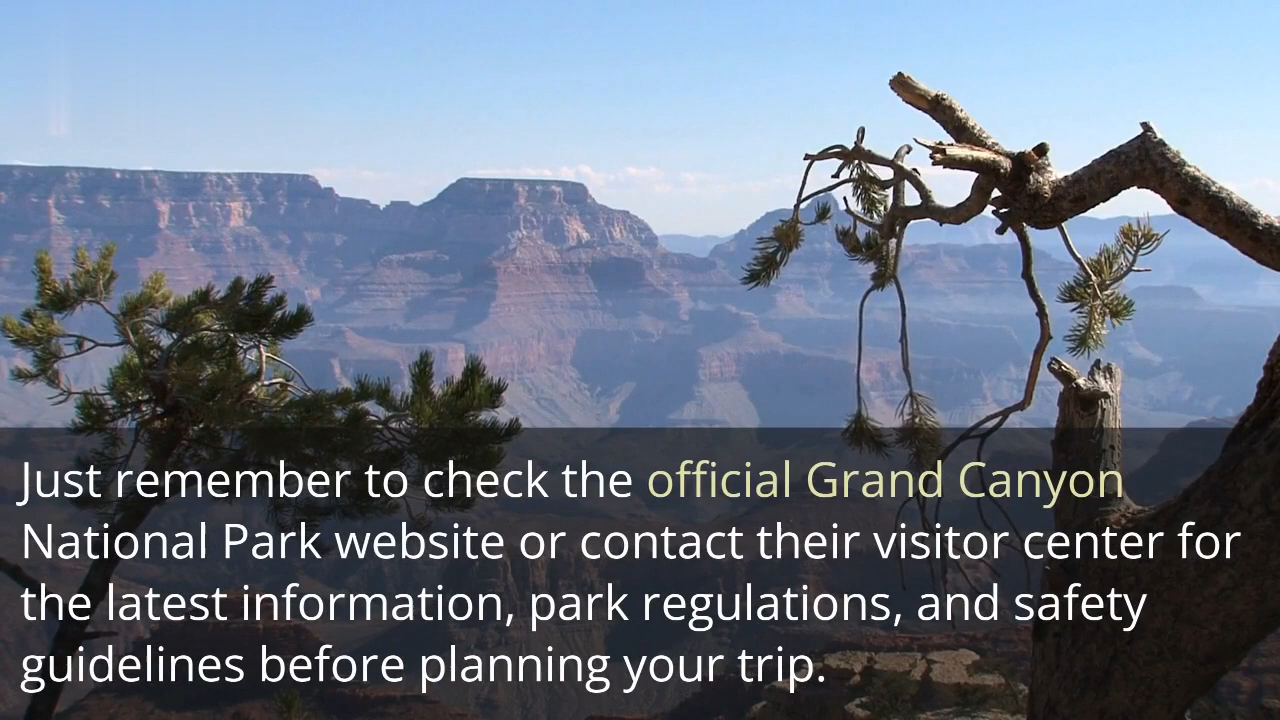 Just remember to check the official Grand Canyon
National Park website or contact their visitor center for
the latest information, park regulations, and safety
guidelines before planning your trip.